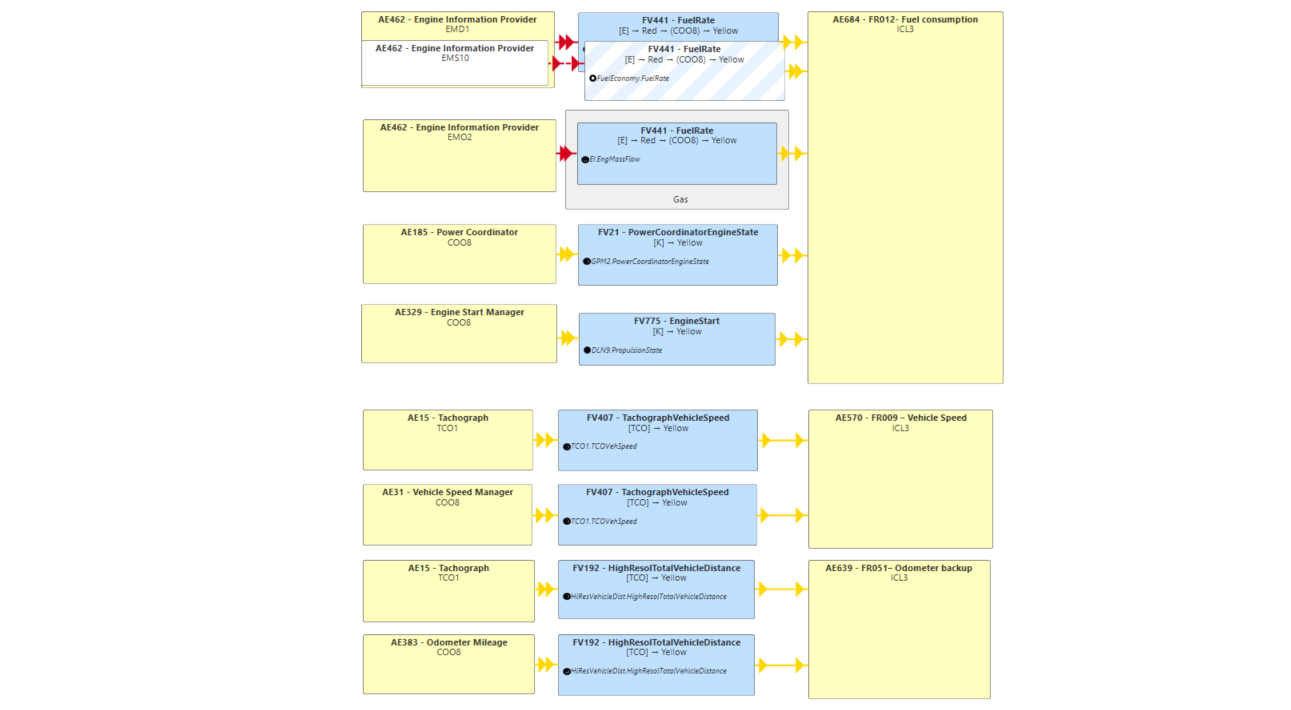 AE462 - Engine Information Provider
EMD1
AE462 - Engine Information Provider
EMS10
FV441 - FuelRate
[E] → Red → (COO8) → Yellow
FV441 - FuelRate
[E] → Red → (COO8) → Yellow
FuelEconomy.FuelRate
AE684 - FR012- Fuel consumption
ICL3
AE462 - Engine Information Provider
EMO2
FV441 - FuelRate
[E] → Red → (COO8) → Yellow
EI.EngMassFlow
Gas
AE185 - Power Coordinator
COO8
FV21 - PowerCoordinatorEngineState
[K] → Yellow
GPM2.PowerCoordinatorEngineState
AE329 - Engine Start Manager
COO8
FV775 - EngineStart
[K] → Yellow
DLN9.PropulsionState
AE15 - Tachograph
TCO1
FV407 - TachographVehicleSpeed
[TCO] → Yellow
TCO1.TCOVehSpeed
AE570 - FR009 – Vehicle Speed
ICL3
AE31 - Vehicle Speed Manager
COO8
FV407 - TachographVehicleSpeed
[TCO] → Yellow
TCO1.TCOVehSpeed
AE15 - Tachograph
TCO1
FV192 - HighResolTotalVehicleDistance
[TCO] → Yellow
HiResVehicleDist.HighResolTotalVehicleDistance
AE639 - FR051– Odometer backup
ICL3
AE383 - Odometer Mileage
COO8
FV192 - HighResolTotalVehicleDistance
[TCO] → Yellow
HiResVehicleDist.HighResolTotalVehicleDistance